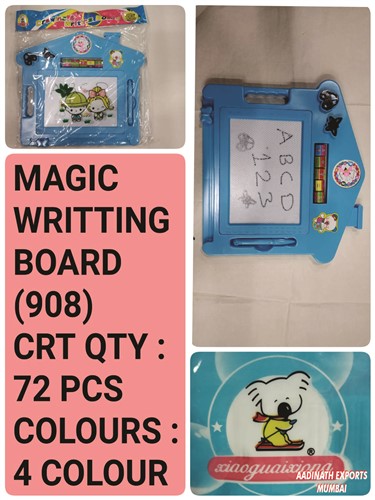 A B C D
1 2 3
MAGIC
WRITTING
BOARD
(908)
CRT QTY :
72 PCS
COLOURS :
4 COLOUR
xiaoguaixiong
®
AADINATH EXPORTS
MUMBAI